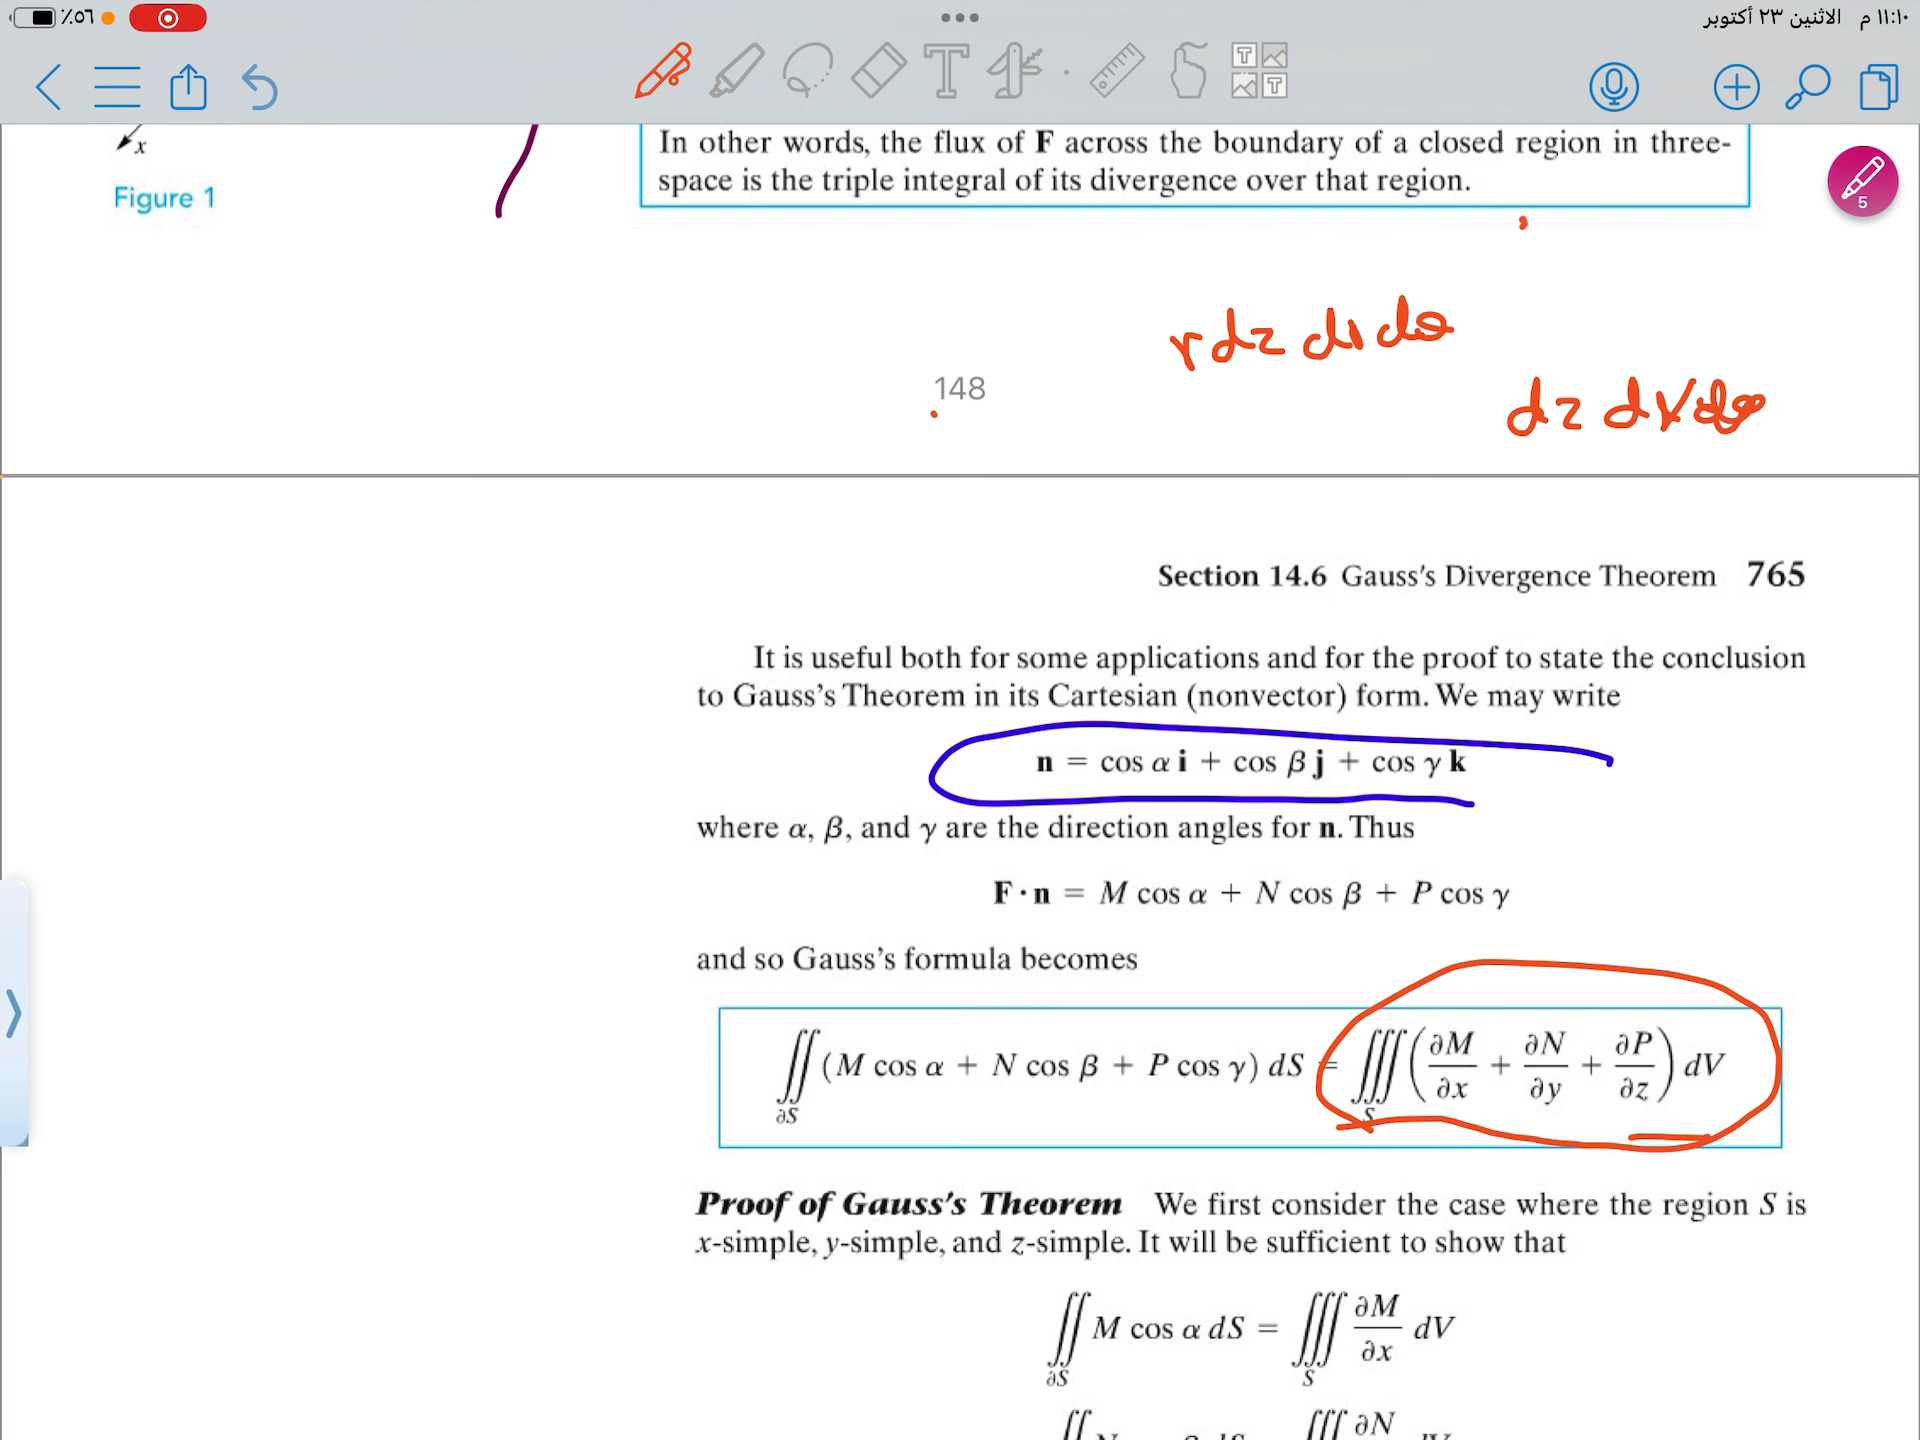 ٪٥٦
الاثنين ٢٣ أكتوبر ١١:١٠ م
5
x
Figure 1
In other words, the flux of F across the boundary of a closed region in three-
space is the triple integral of its divergence over that region.
r dz dr dθ
148
dz dx
Section 14.6 Gauss's Divergence Theorem 765
It is useful both for some applications and for the proof to state the conclusion
to Gauss's Theorem in its Cartesian (nonvector) form. We may write
n = cos α i + cos β j + cos γ k
where α, β, and γ are the direction angles for n. Thus
F · n = M cos α + N cos β + P cos γ
and so Gauss's formula becomes
∬∂S (M cos α + N cos β + P cos γ) dS = ∭S (∂M/∂x + ∂N/∂y + ∂P/∂z) dV
Proof of Gauss's Theorem We first consider the case where the region S is
x-simple, y-simple, and z-simple. It will be sufficient to show that
∬∂S M cos α dS = ∭S ∂M/∂x dV
∬ ∭ ∂N